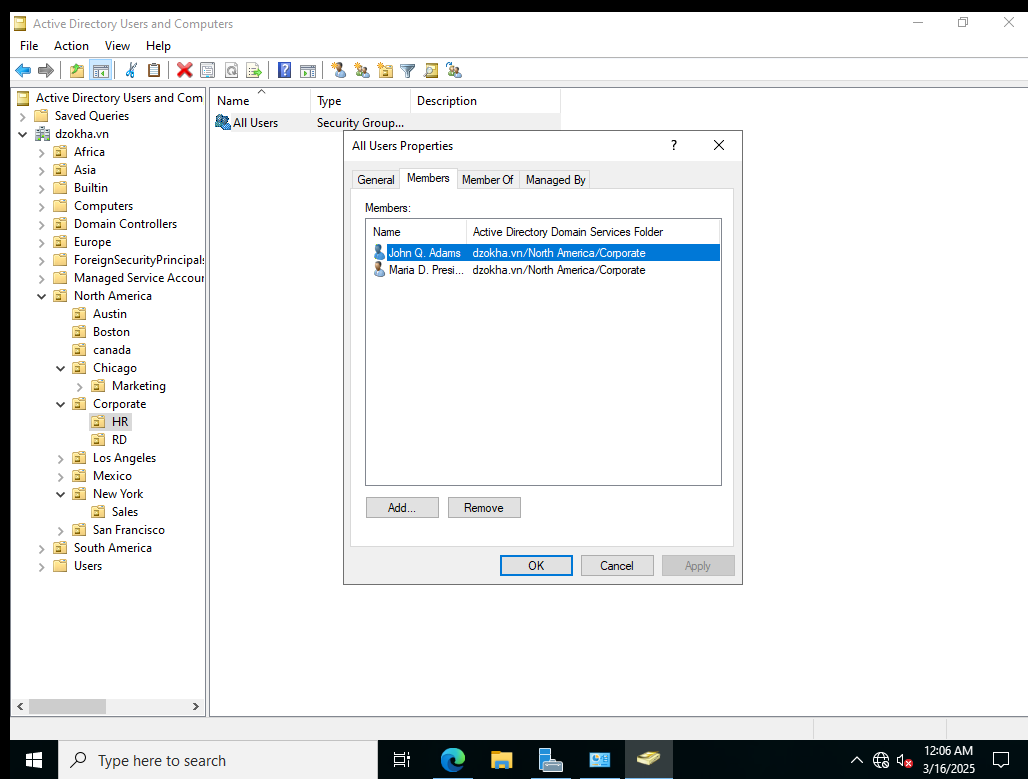 Active Directory Users and Computers
File Action View Help
Active Directory Users and Com
Saved Queries
dzokha.vn
Africa
Asia
Builtin
Computers
Domain Controllers
Europe
ForeignSecurityPrincipals
Managed Service Accour
North America
Austin
Boston
canada
Chicago
Marketing
Corporate
HR
RD
Los Angeles
Mexico
New York
Sales
San Francisco
South America
Users
Name Type Description
All Users Security Group...
All Users Properties
?
General Members Member Of Managed By
Members:
Name Active Directory Domain Services Folder
John Q. Adams dzokha.vn/North America/Corporate
Maria D. Presi... dzokha.vn/North America/Corporate
Add... Remove
OK Cancel Apply
Type here to search
12:06 AM
3/16/2025